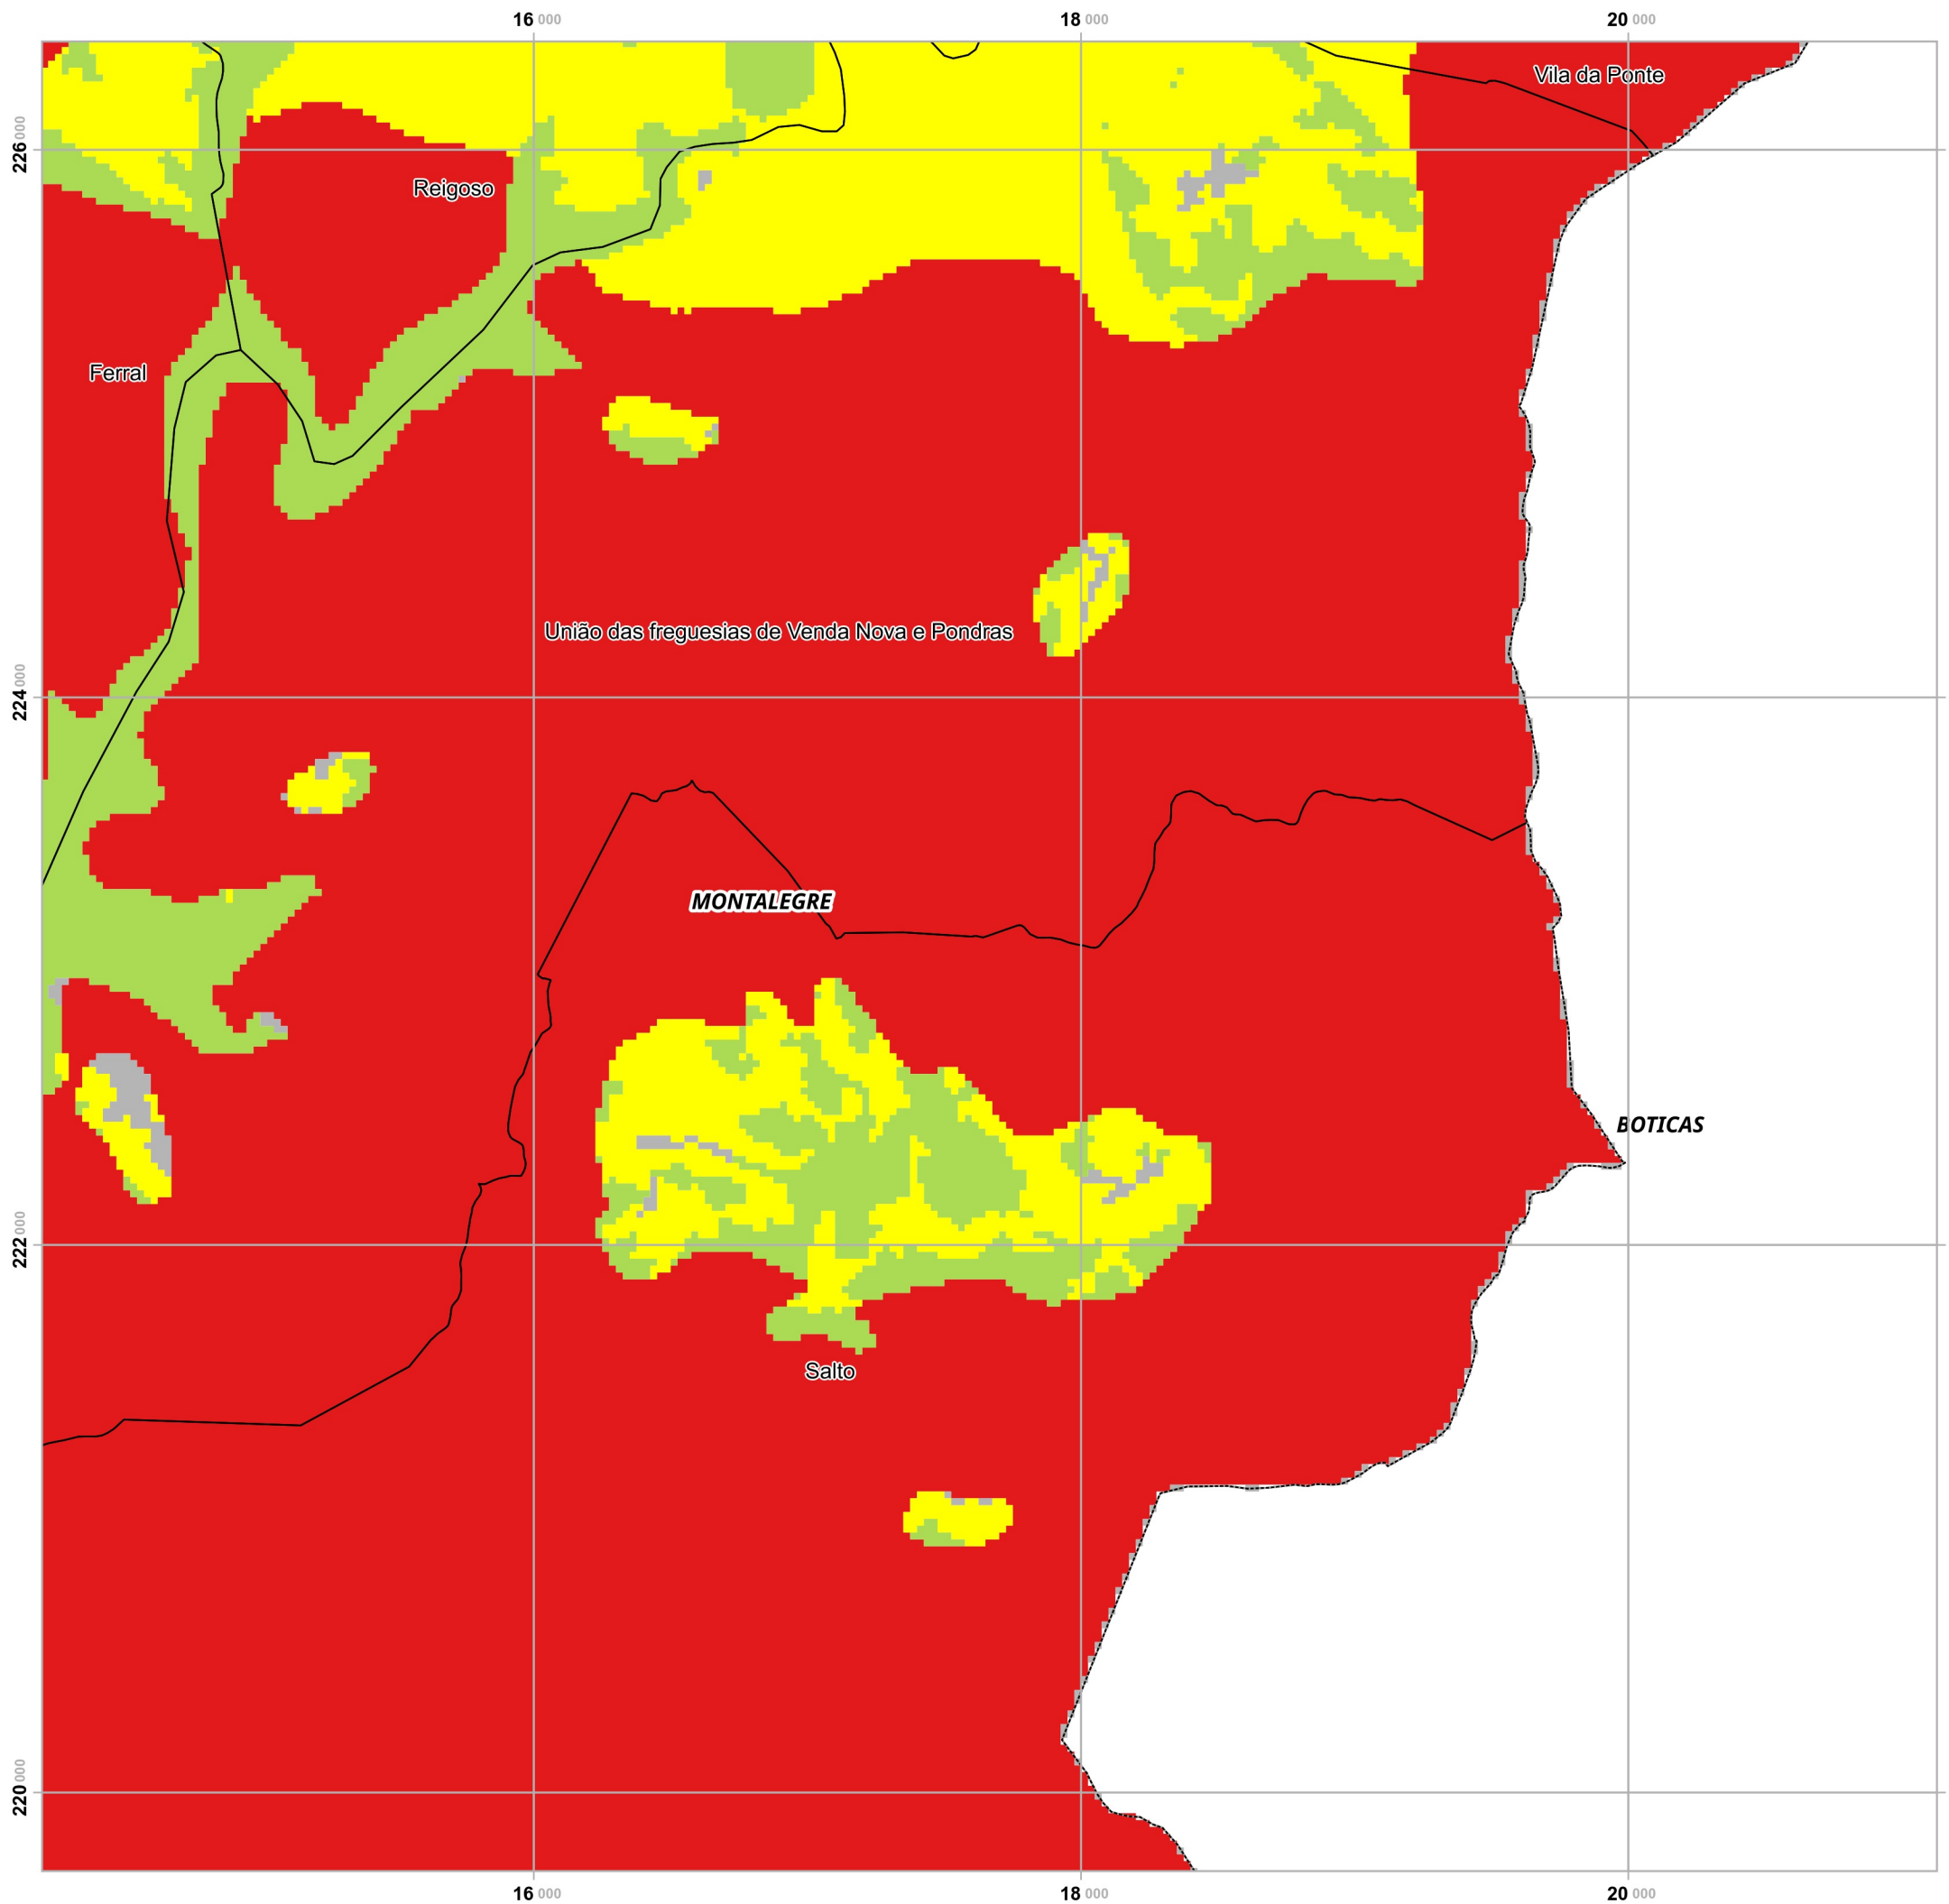 16 000 18 000 20 000
Vila da Ponte
226 000
Reigoso
Ferral
União das freguesias de Venda Nova e Pondras
224 000
MONTALEGRE
BOTICAS
222 000
Salto
220 000
16 000 18 000 20 000